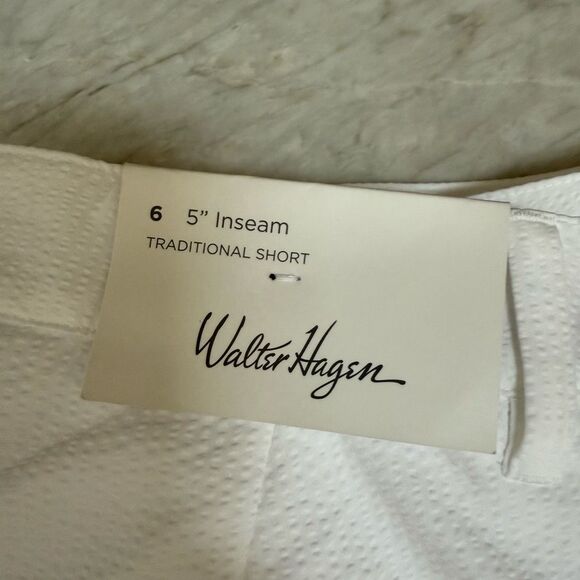 6 5” Inseam
TRADITIONAL SHORT
Walter Hagen